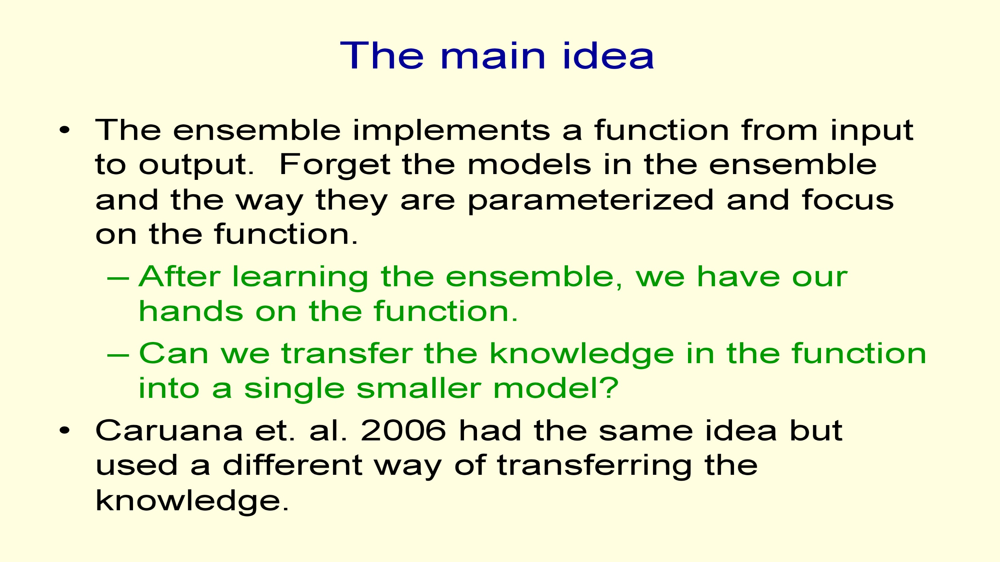 The main idea
• The ensemble implements a function from input
to output.  Forget the models in the ensemble
and the way they are parameterized and focus
on the function.
– After learning the ensemble, we have our
hands on the function.
– Can we transfer the knowledge in the function
into a single smaller model?
• Caruana et. al. 2006 had the same idea but
used a different way of transferring the
knowledge.